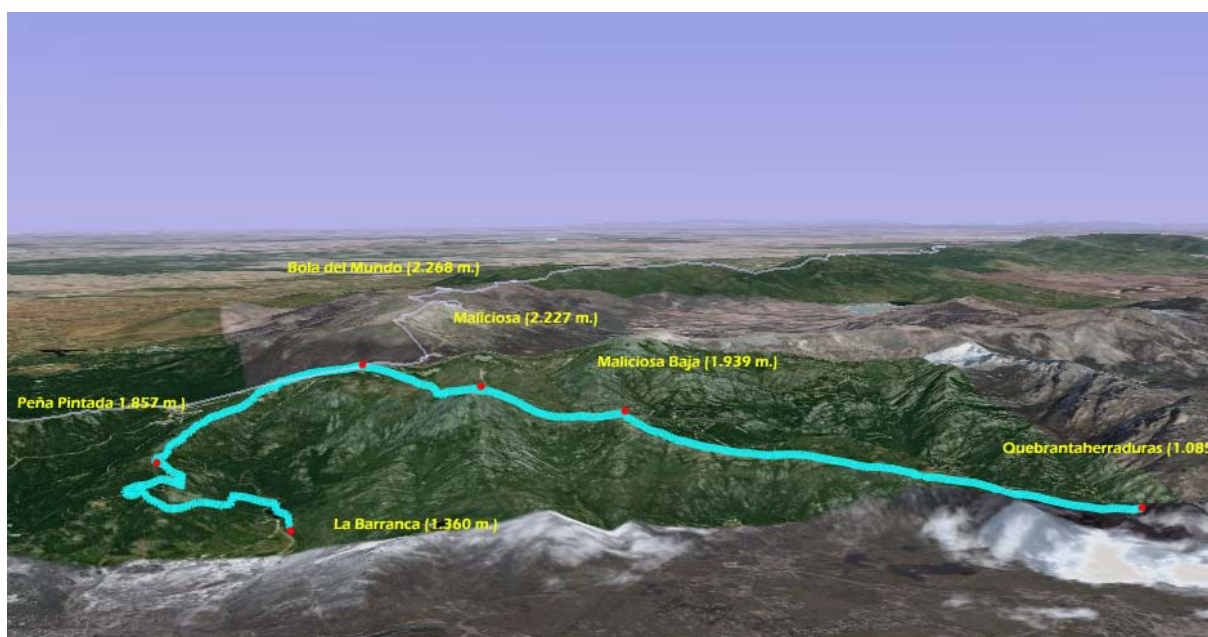 Bola del Mundo (2.268 m.)
Maliciosa (2.227 m.)
Maliciosa Baja (1.939 m.)
Peña Pintada 1.857 m.)
Quebrantaherraduras (1.085
La Barranca (1.360 m.)